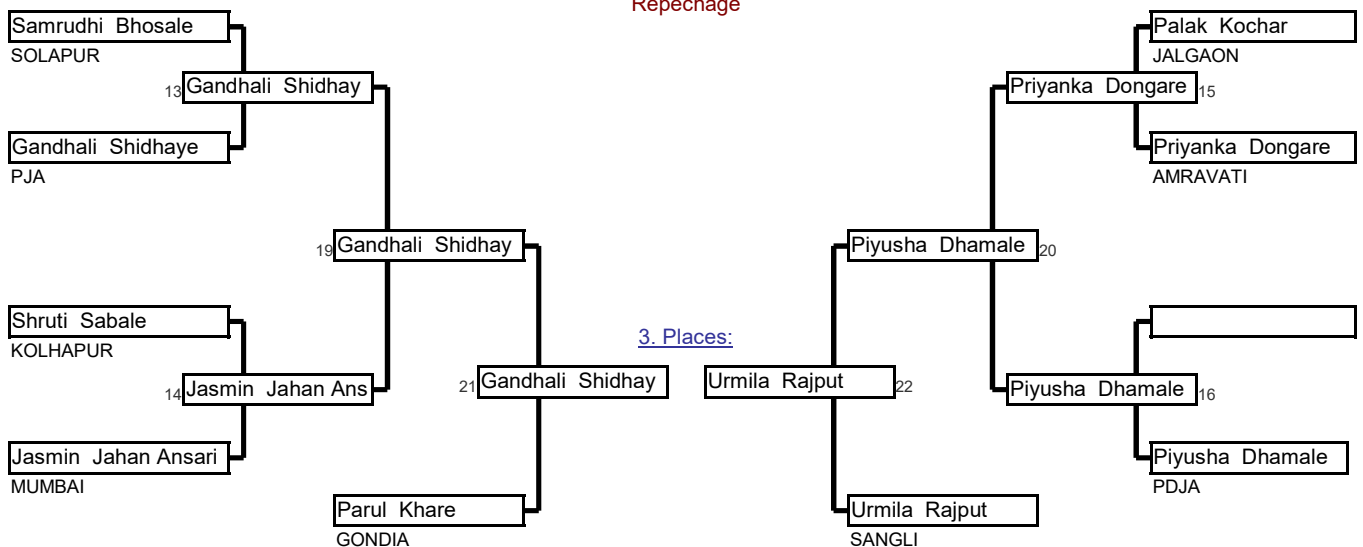 Repechage
Samrudhi Bhosale
SOLAPUR
13 Gandhali Shidhay
Gandhali Shidhaye
PJA
19 Gandhali Shidhay
Shruti Sabale
KOLHAPUR
14 Jasmin Jahan Ans
Jasmin Jahan Ansari
MUMBAI
3. Places:
21 Gandhali Shidhay
Parul Khare
GONDIA
Palak Kochar
JALGAON
Priyanka Dongare 15
Priyanka Dongare
AMRAVATI
Piyusha Dhamale 20
Piyusha Dhamale 16
Piyusha Dhamale
PDJA
Urmila Rajput 22
Urmila Rajput
SANGLI